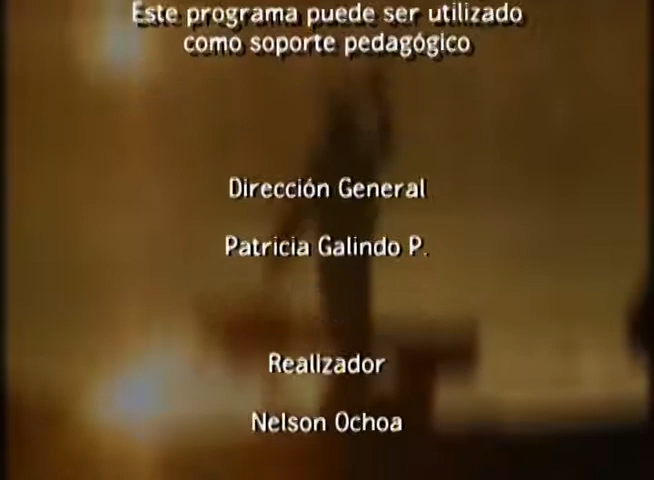 Este programa puede ser utilizado
como soporte pedagógico
Dirección General
Patricia Galindo P.
Realizador
Nelson Ochoa